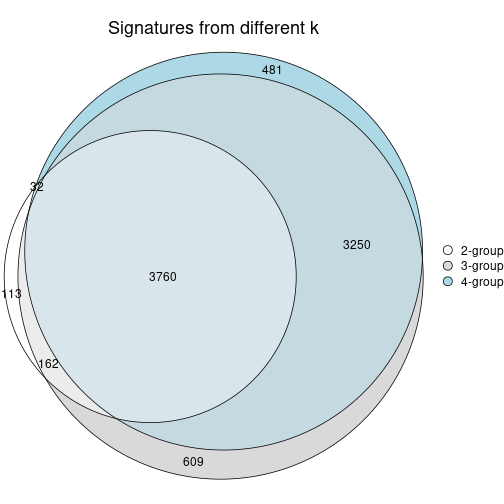 Signatures from different k
481
32
3250
2-group
3-group
4-group
3760
113
162
609